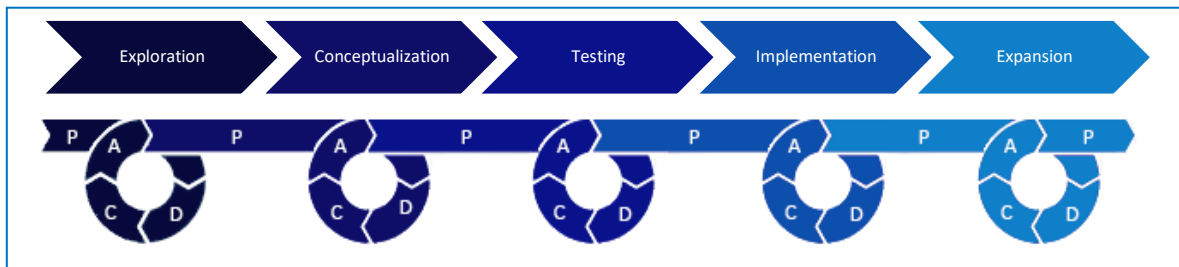 Exploration Conceptualization Testing Implementation Expansion
P P P P P P
A A A A A
C D C D C D C D C D